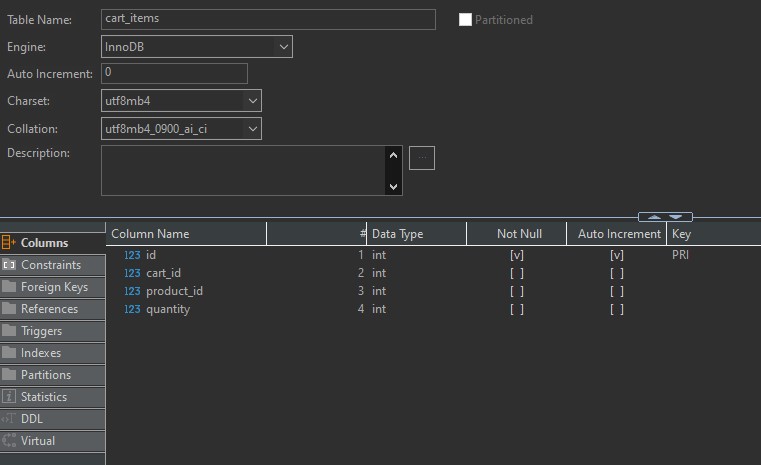 Table Name: cart_items Partitioned
Engine: InnoDB
Auto Increment: 0
Charset: utf8mb4
Collation: utf8mb4_0900_ai_ci
Description: ...
Columns
Constraints
Foreign Keys
References
Triggers
Indexes
Partitions
Statistics
DDL
Virtual
Column Name # Data Type Not Null Auto Increment Key
123 id 1 int [v] [v] PRI
123 cart_id 2 int [ ] [ ]
123 product_id 3 int [ ] [ ]
123 quantity 4 int [ ] [ ]